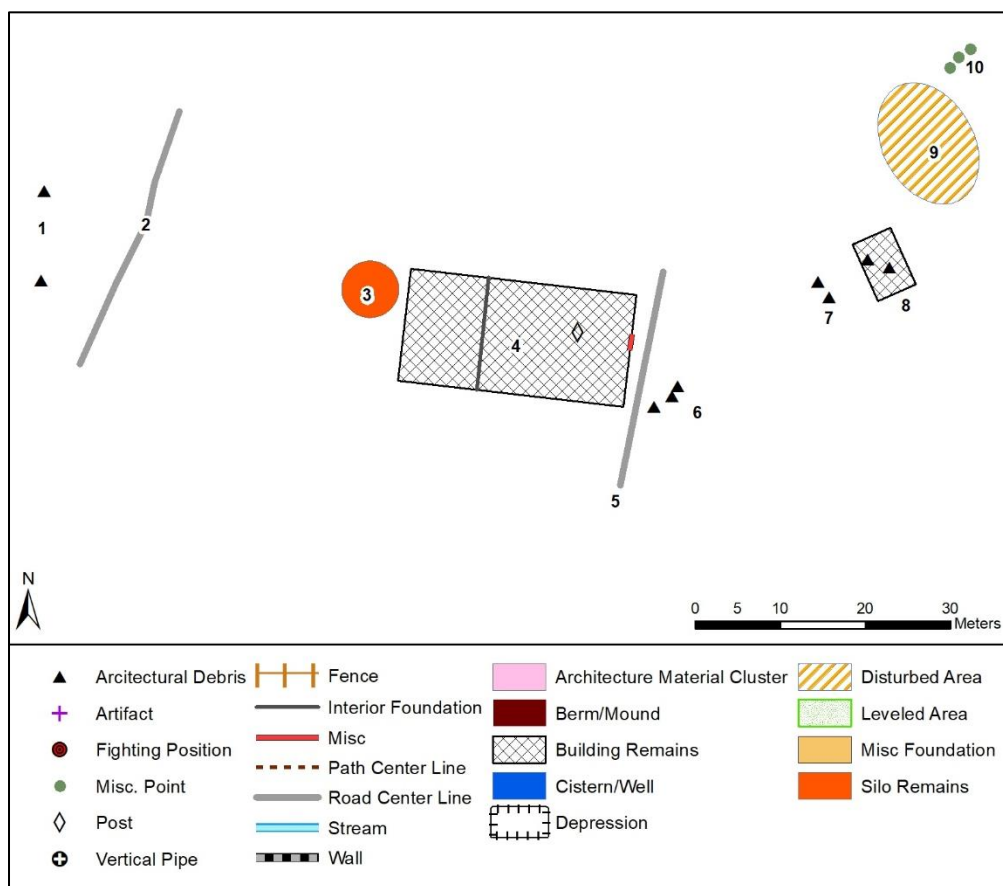 10
9
1
2
3
4
7
8
6
5
N
0 5 10 20 30
Meters
Arcitectural Debris
Artifact
Fighting Position
Misc. Point
Post
Vertical Pipe
Fence
Interior Foundation
Misc
Path Center Line
Road Center Line
Stream
Wall
Architecture Material Cluster
Berm/Mound
Building Remains
Cistern/Well
Depression
Disturbed Area
Leveled Area
Misc Foundation
Silo Remains